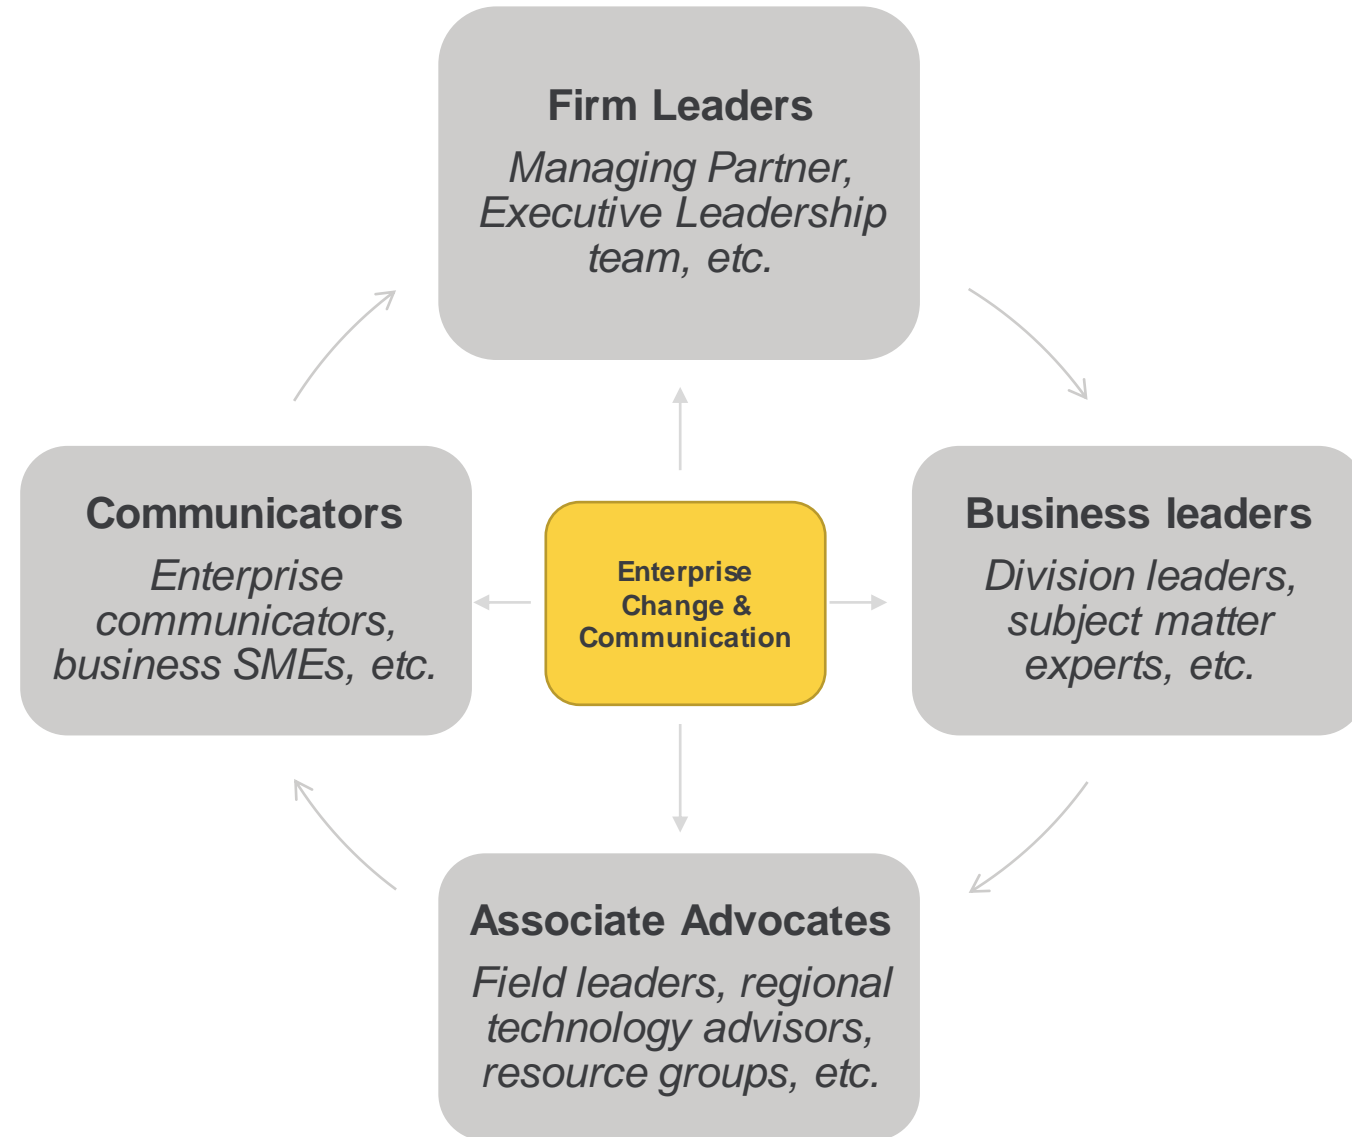 Firm Leaders
Managing Partner,
Executive Leadership
team, etc.
Communicators
Enterprise
communicators,
business SMEs, etc.
Enterprise
Change &
Communication
Business leaders
Division leaders,
subject matter
experts, etc.
Associate Advocates
Field leaders, regional
technology advisors,
resource groups, etc.